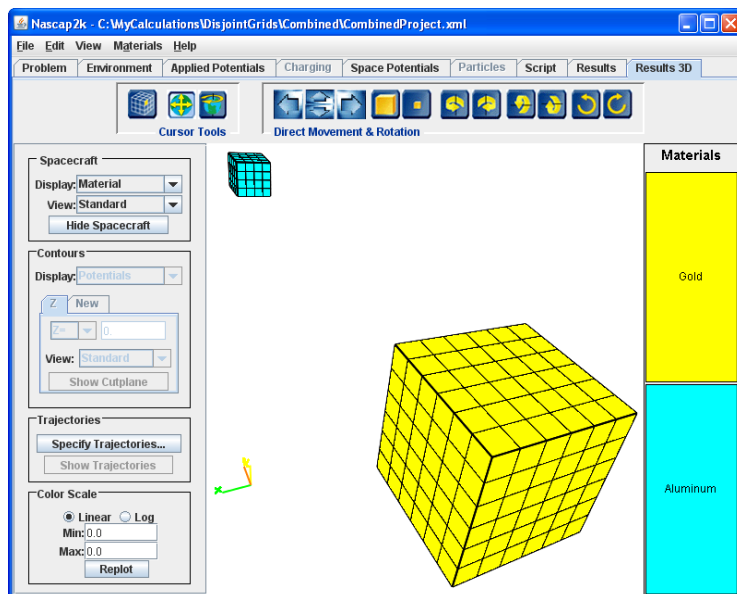 Nascap2k - C:\MyCalculations\DisjointGrids\Combined\CombinedProject.xml
File Edit View Materials Help
Problem Environment Applied Potentials Charging Space Potentials Particles Script Results Results 3D
Cursor Tools
Direct Movement & Rotation
Spacecraft
Display: Material
View: Standard
Hide Spacecraft
Contours
Display: Potentials
Z New
Z= 0.
View: Standard
Show Cutplane
Trajectories
Specify Trajectories...
Show Trajectories
Color Scale
Linear Log
Min: 0.0
Max: 0.0
Replot
x
y
Materials
Gold
Aluminum